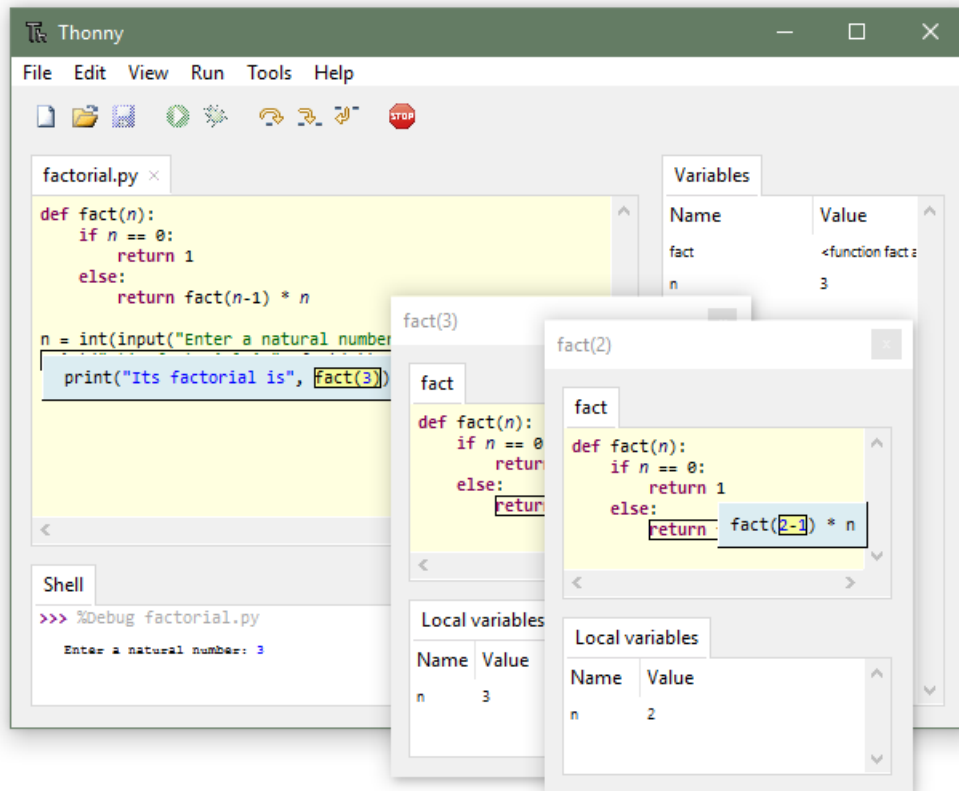 Thonny
File Edit View Run Tools Help
STOP
factorial.py
def fact(n):
    if n == 0:
        return 1
    else:
        return fact(n-1) * n
n = int(input("Enter a natural number
print("Its factorial is", fact(3))
Shell
>>> %Debug factorial.py
Enter a natural number: 3
Variables
Name Value
fact <function fact a
n 3
fact(3)
fact
def fact(n):
    if n == 0
        retur
    else:
        retur
Local variables
Name Value
n 3
fact(2)
fact
def fact(n):
    if n == 0:
        return 1
    else:
        return fact(2-1) * n
Local variables
Name Value
n 2